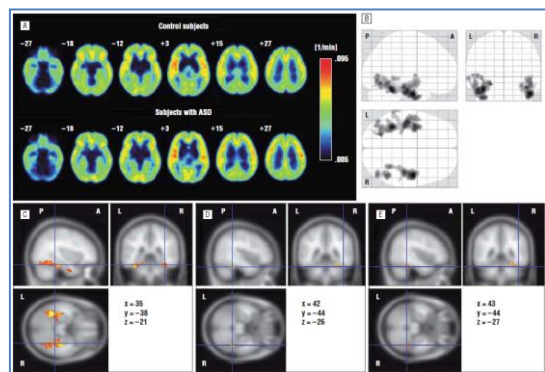 A
Control subjects
−27 −18 −12 +3 +15 +27
[1/min]
.095
Subjects with ASD
−27 −18 −12 +3 +15 +27
.005
B
P A L R
L
R
C
P A L R
L
R
x = 35
y = −38
z = −21
D
x = 42
y = −44
z = −26
E
x = 43
y = −44
z = −27